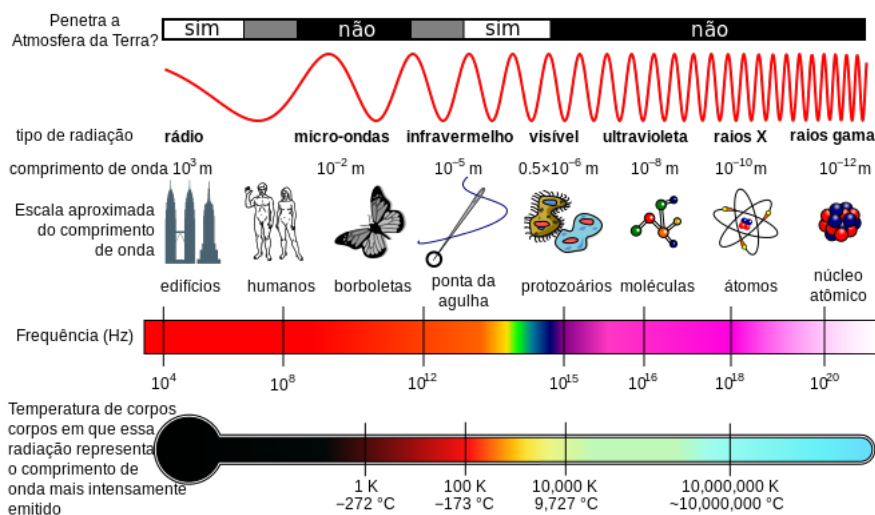 Penetra a
Atmosfera da Terra?
sim não sim não
tipo de radiação rádio micro-ondas infravermelho visível ultravioleta raios X raios gama
comprimento de onda 10³ m 10⁻² m 10⁻⁵ m 0.5×10⁻⁶ m 10⁻⁸ m 10⁻¹⁰ m 10⁻¹² m
Escala aproximada
do comprimento
de onda
edifícios humanos borboletas ponta da agulha protozoários moléculas átomos núcleo atômico
Frequência (Hz)
10⁴ 10⁸ 10¹² 10¹⁵ 10¹⁶ 10¹⁸ 10²⁰
Temperatura de corpos
corpos em que essa
radiação representa
o comprimento de
onda mais intensamente
emitido
1 K 100 K 10,000 K 10,000,000 K
−272 °C −173 °C 9,727 °C ~10,000,000 °C